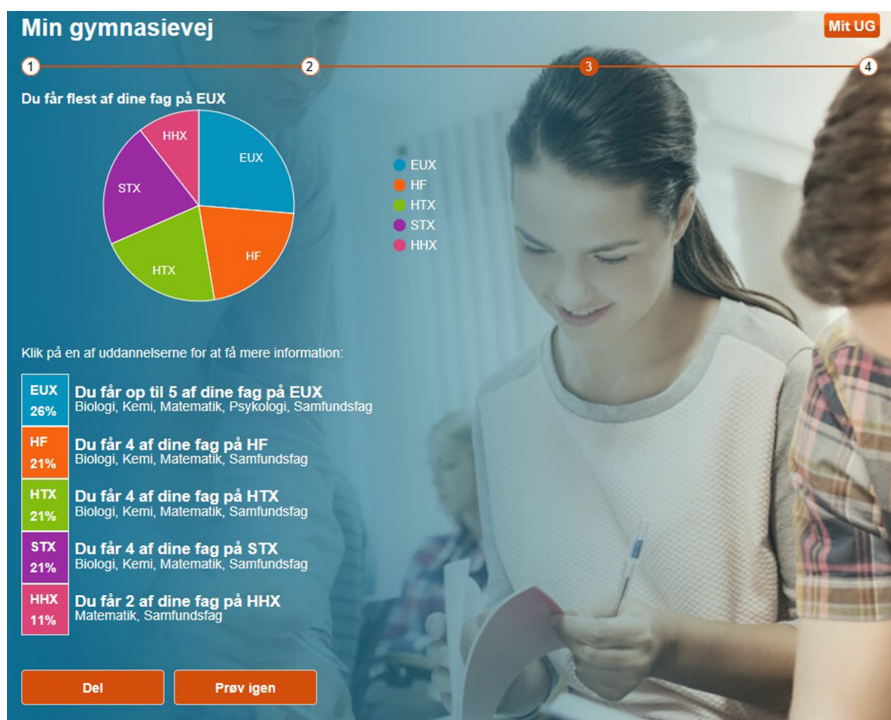 Min gymnasievej
Mit UG
1 2 3 4
Du får flest af dine fag på EUX
HHX
EUX
STX
HF
HTX
EUX
HF
HTX
STX
HHX
Klik på en af uddannelserne for at få mere information:
EUX
26%
Du får op til 5 af dine fag på EUX
Biologi, Kemi, Matematik, Psykologi, Samfundsfag
HF
21%
Du får 4 af dine fag på HF
Biologi, Kemi, Matematik, Samfundsfag
HTX
21%
Du får 4 af dine fag på HTX
Biologi, Kemi, Matematik, Samfundsfag
STX
21%
Du får 4 af dine fag på STX
Biologi, Kemi, Matematik, Samfundsfag
HHX
11%
Du får 2 af dine fag på HHX
Matematik, Samfundsfag
Del
Prøv igen